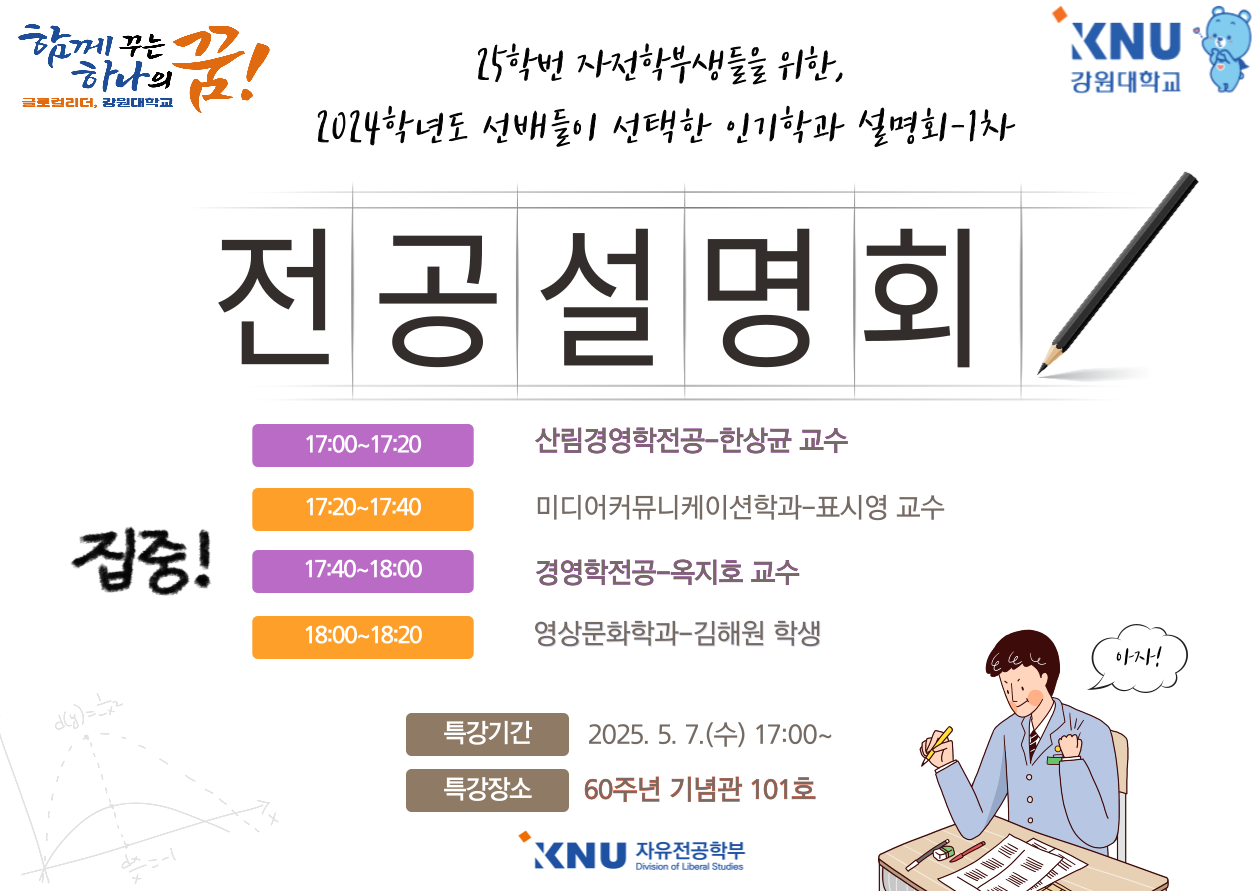 함께 꾸는
하나의 꿈!
글로벌리더, 강원대학교
KNU
강원대학교
25학번 자전학부생들을 위한,
2024학년도 선배들이 선택한 인기학과 설명회-1차
전공설명회
17:00~17:20 산림경영학전공-한상균 교수
17:20~17:40 미디어커뮤니케이션학과-표시영 교수
집중!
17:40~18:00 경영학전공-옥지호 교수
18:00~18:20 영상문화학과-김해원 학생
아자!
특강기간 2025. 5. 7.(수) 17:00~
특강장소 60주년 기념관 101호
KNU 자유전공학부
Division of Liberal Studies